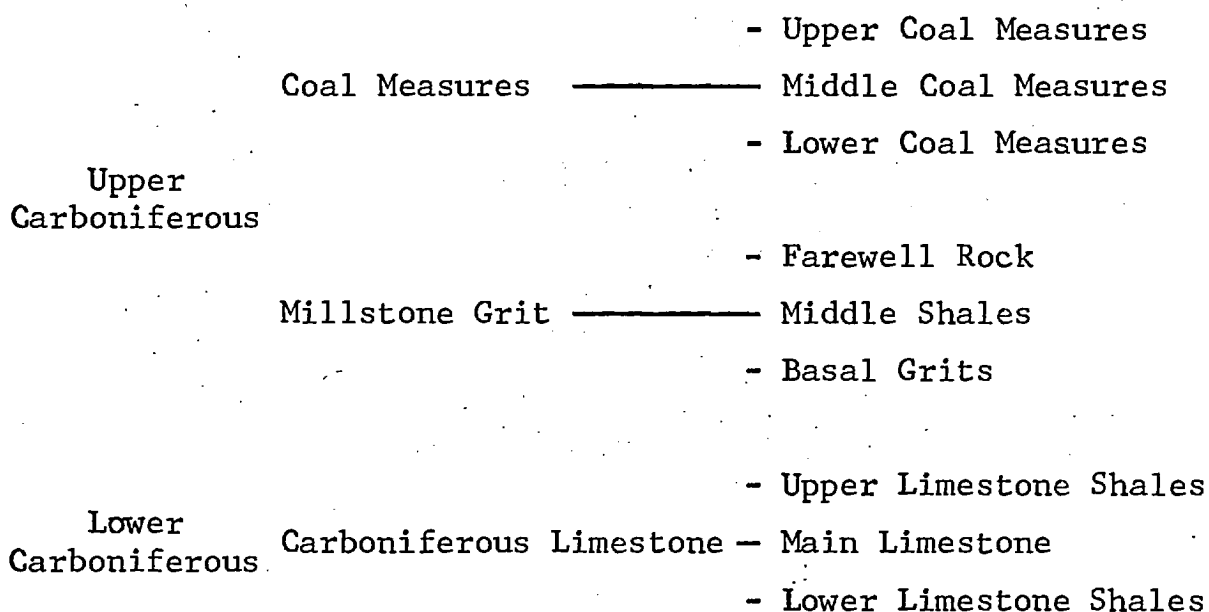 - Upper Coal Measures
Coal Measures — Middle Coal Measures
- Lower Coal Measures
Upper
Carboniferous
- Farewell Rock
Millstone Grit — Middle Shales
- Basal Grits
- Upper Limestone Shales
Lower
Carboniferous
Carboniferous Limestone — Main Limestone
- Lower Limestone Shales